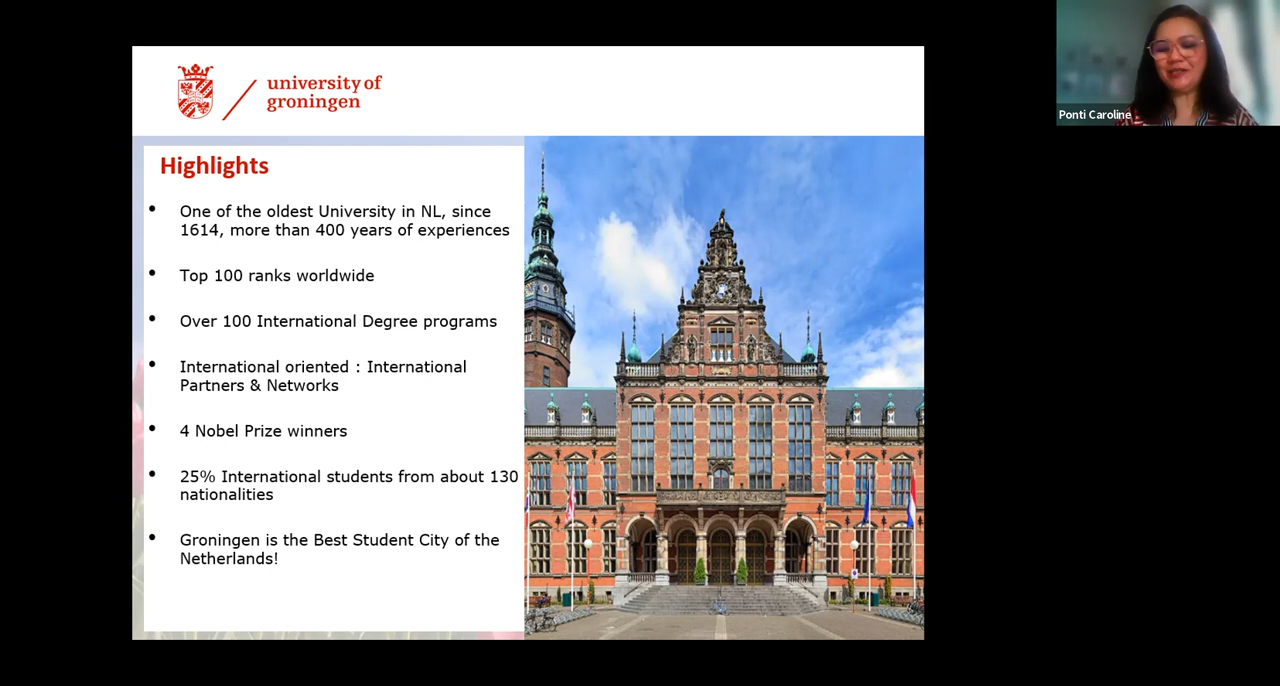 university of
groningen
Ponti Caroline
Highlights
• One of the oldest University in NL, since
1614, more than 400 years of experiences
• Top 100 ranks worldwide
• Over 100 International Degree programs
• International oriented : International
Partners & Networks
• 4 Nobel Prize winners
• 25% International students from about 130
nationalities
• Groningen is the Best Student City of the
Netherlands!